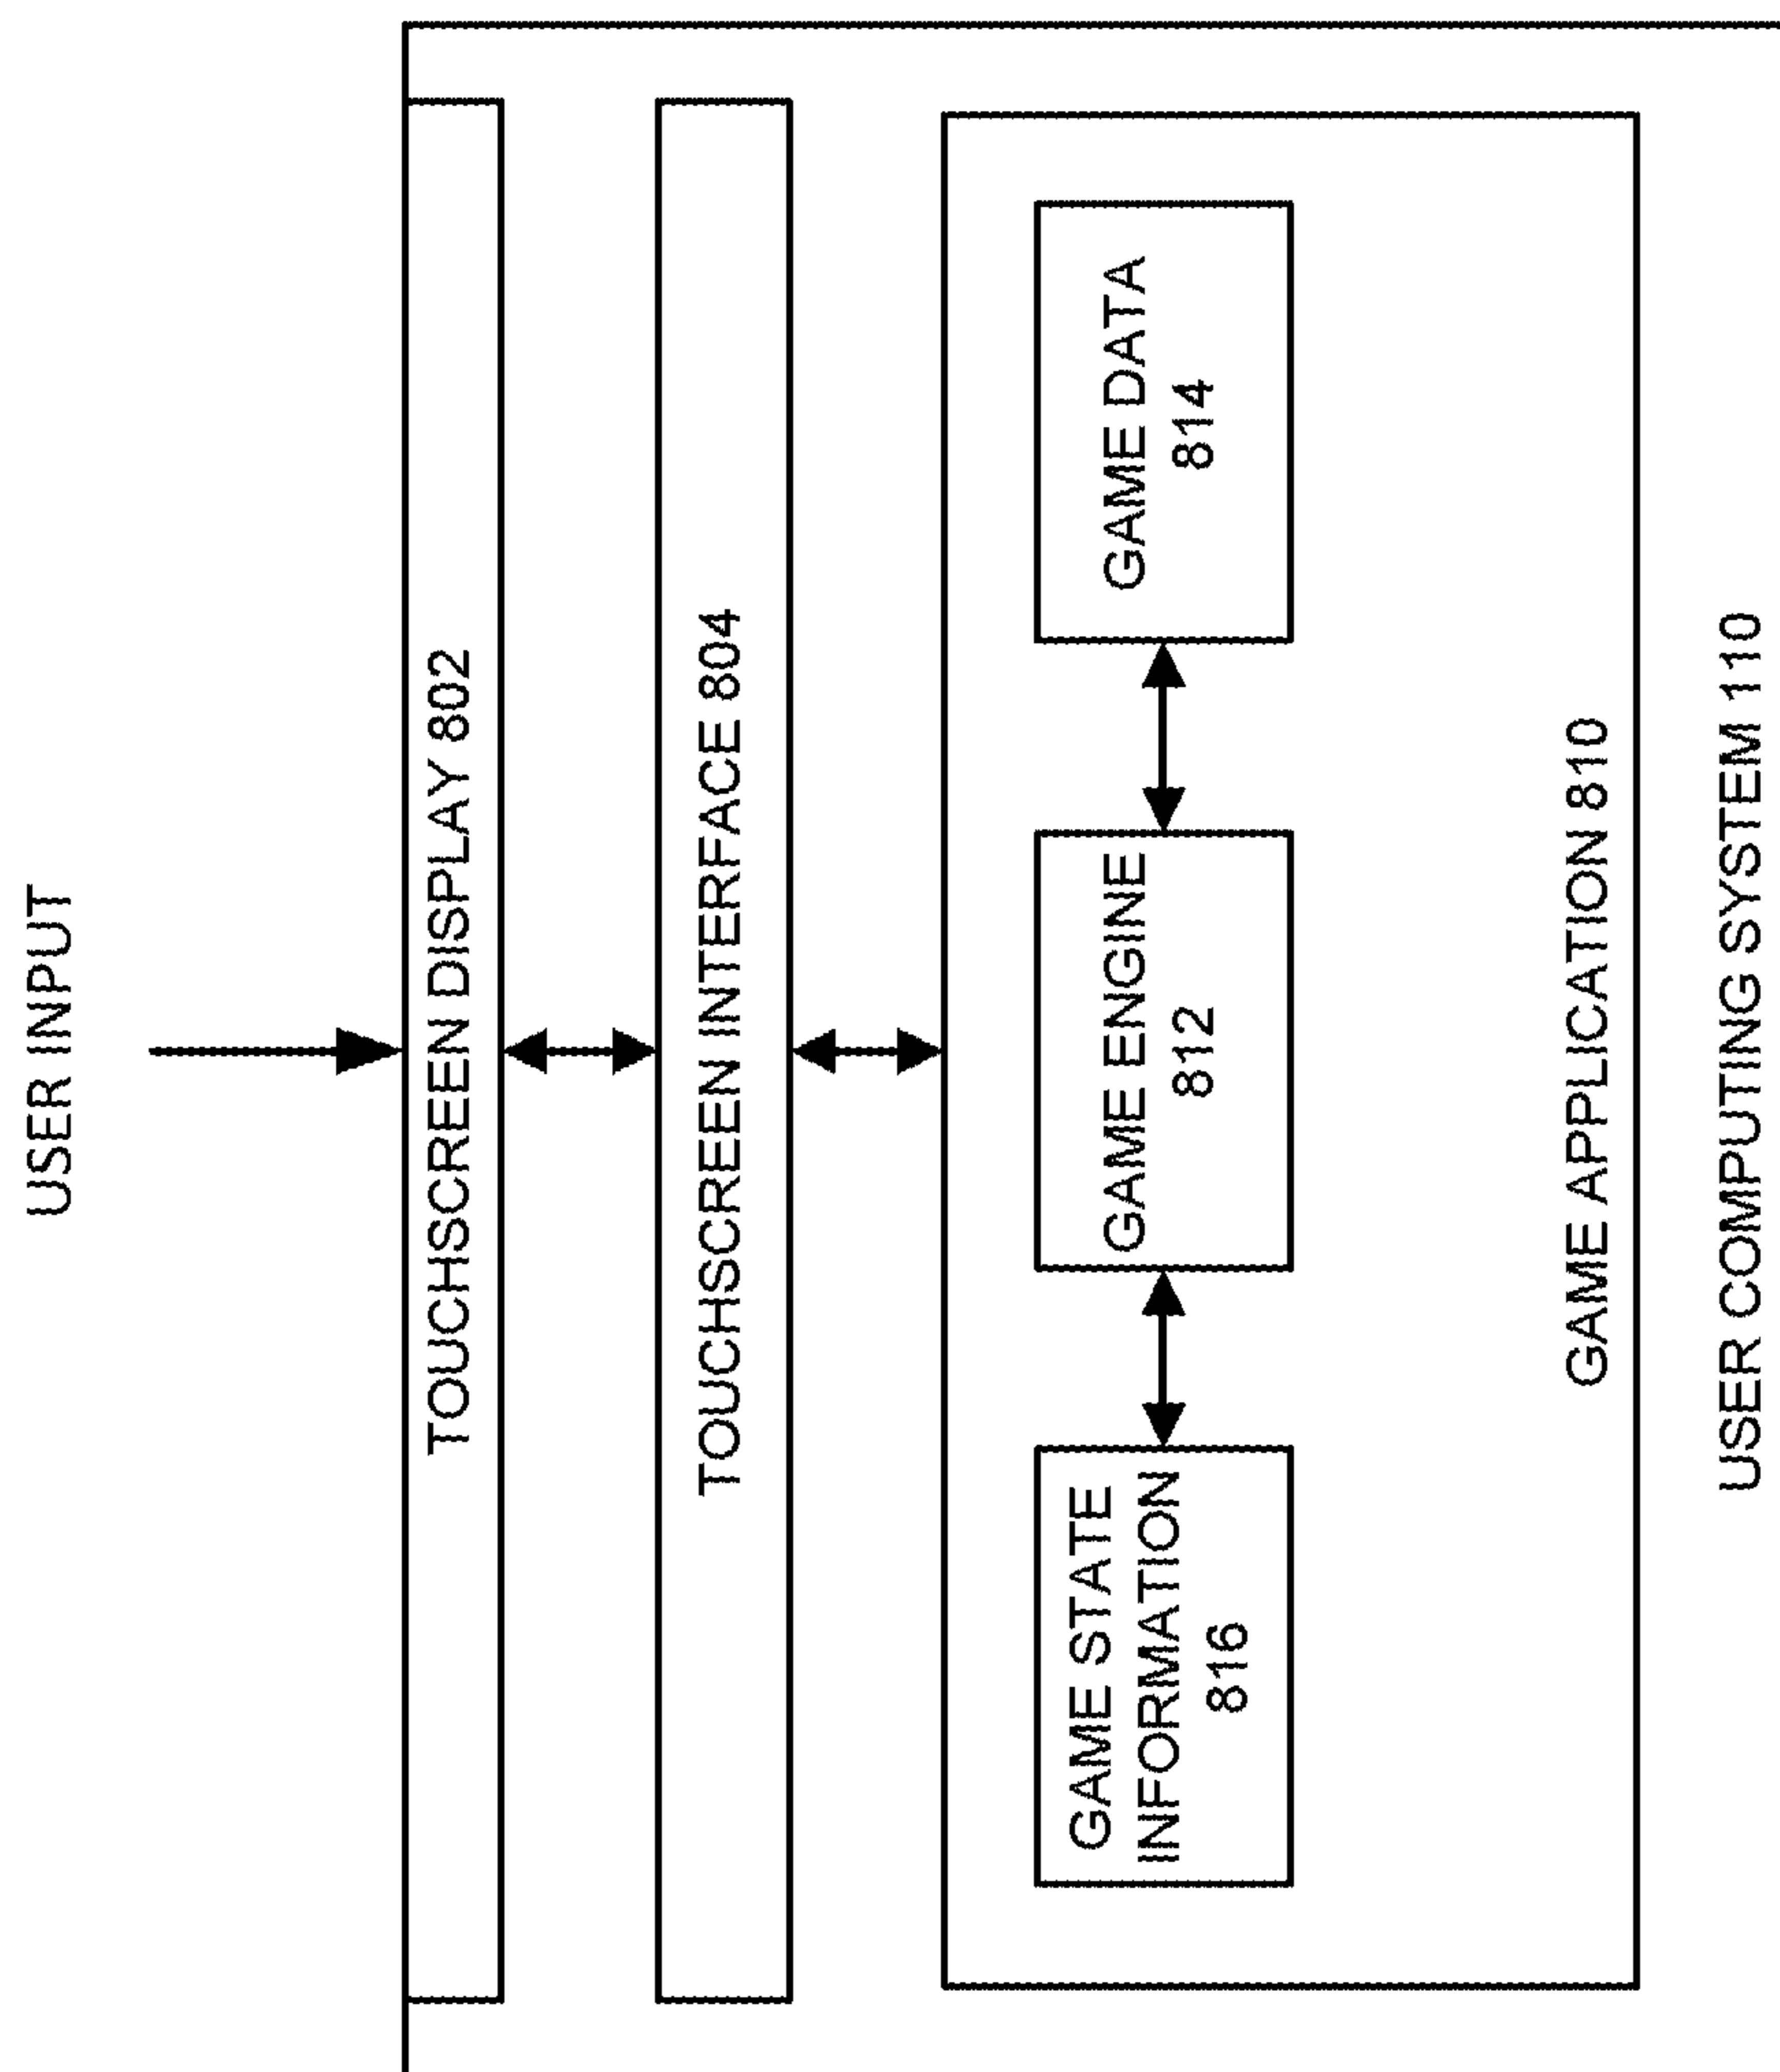 USER INPUT
TOUCHSCREEN DISPLAY 802
TOUCHSCREEN INTERFACE 804
GAME STATE
INFORMATION
816
GAME ENGINE
812
GAME DATA
814
GAME APPLICATION 810
USER COMPUTING SYSTEM 110